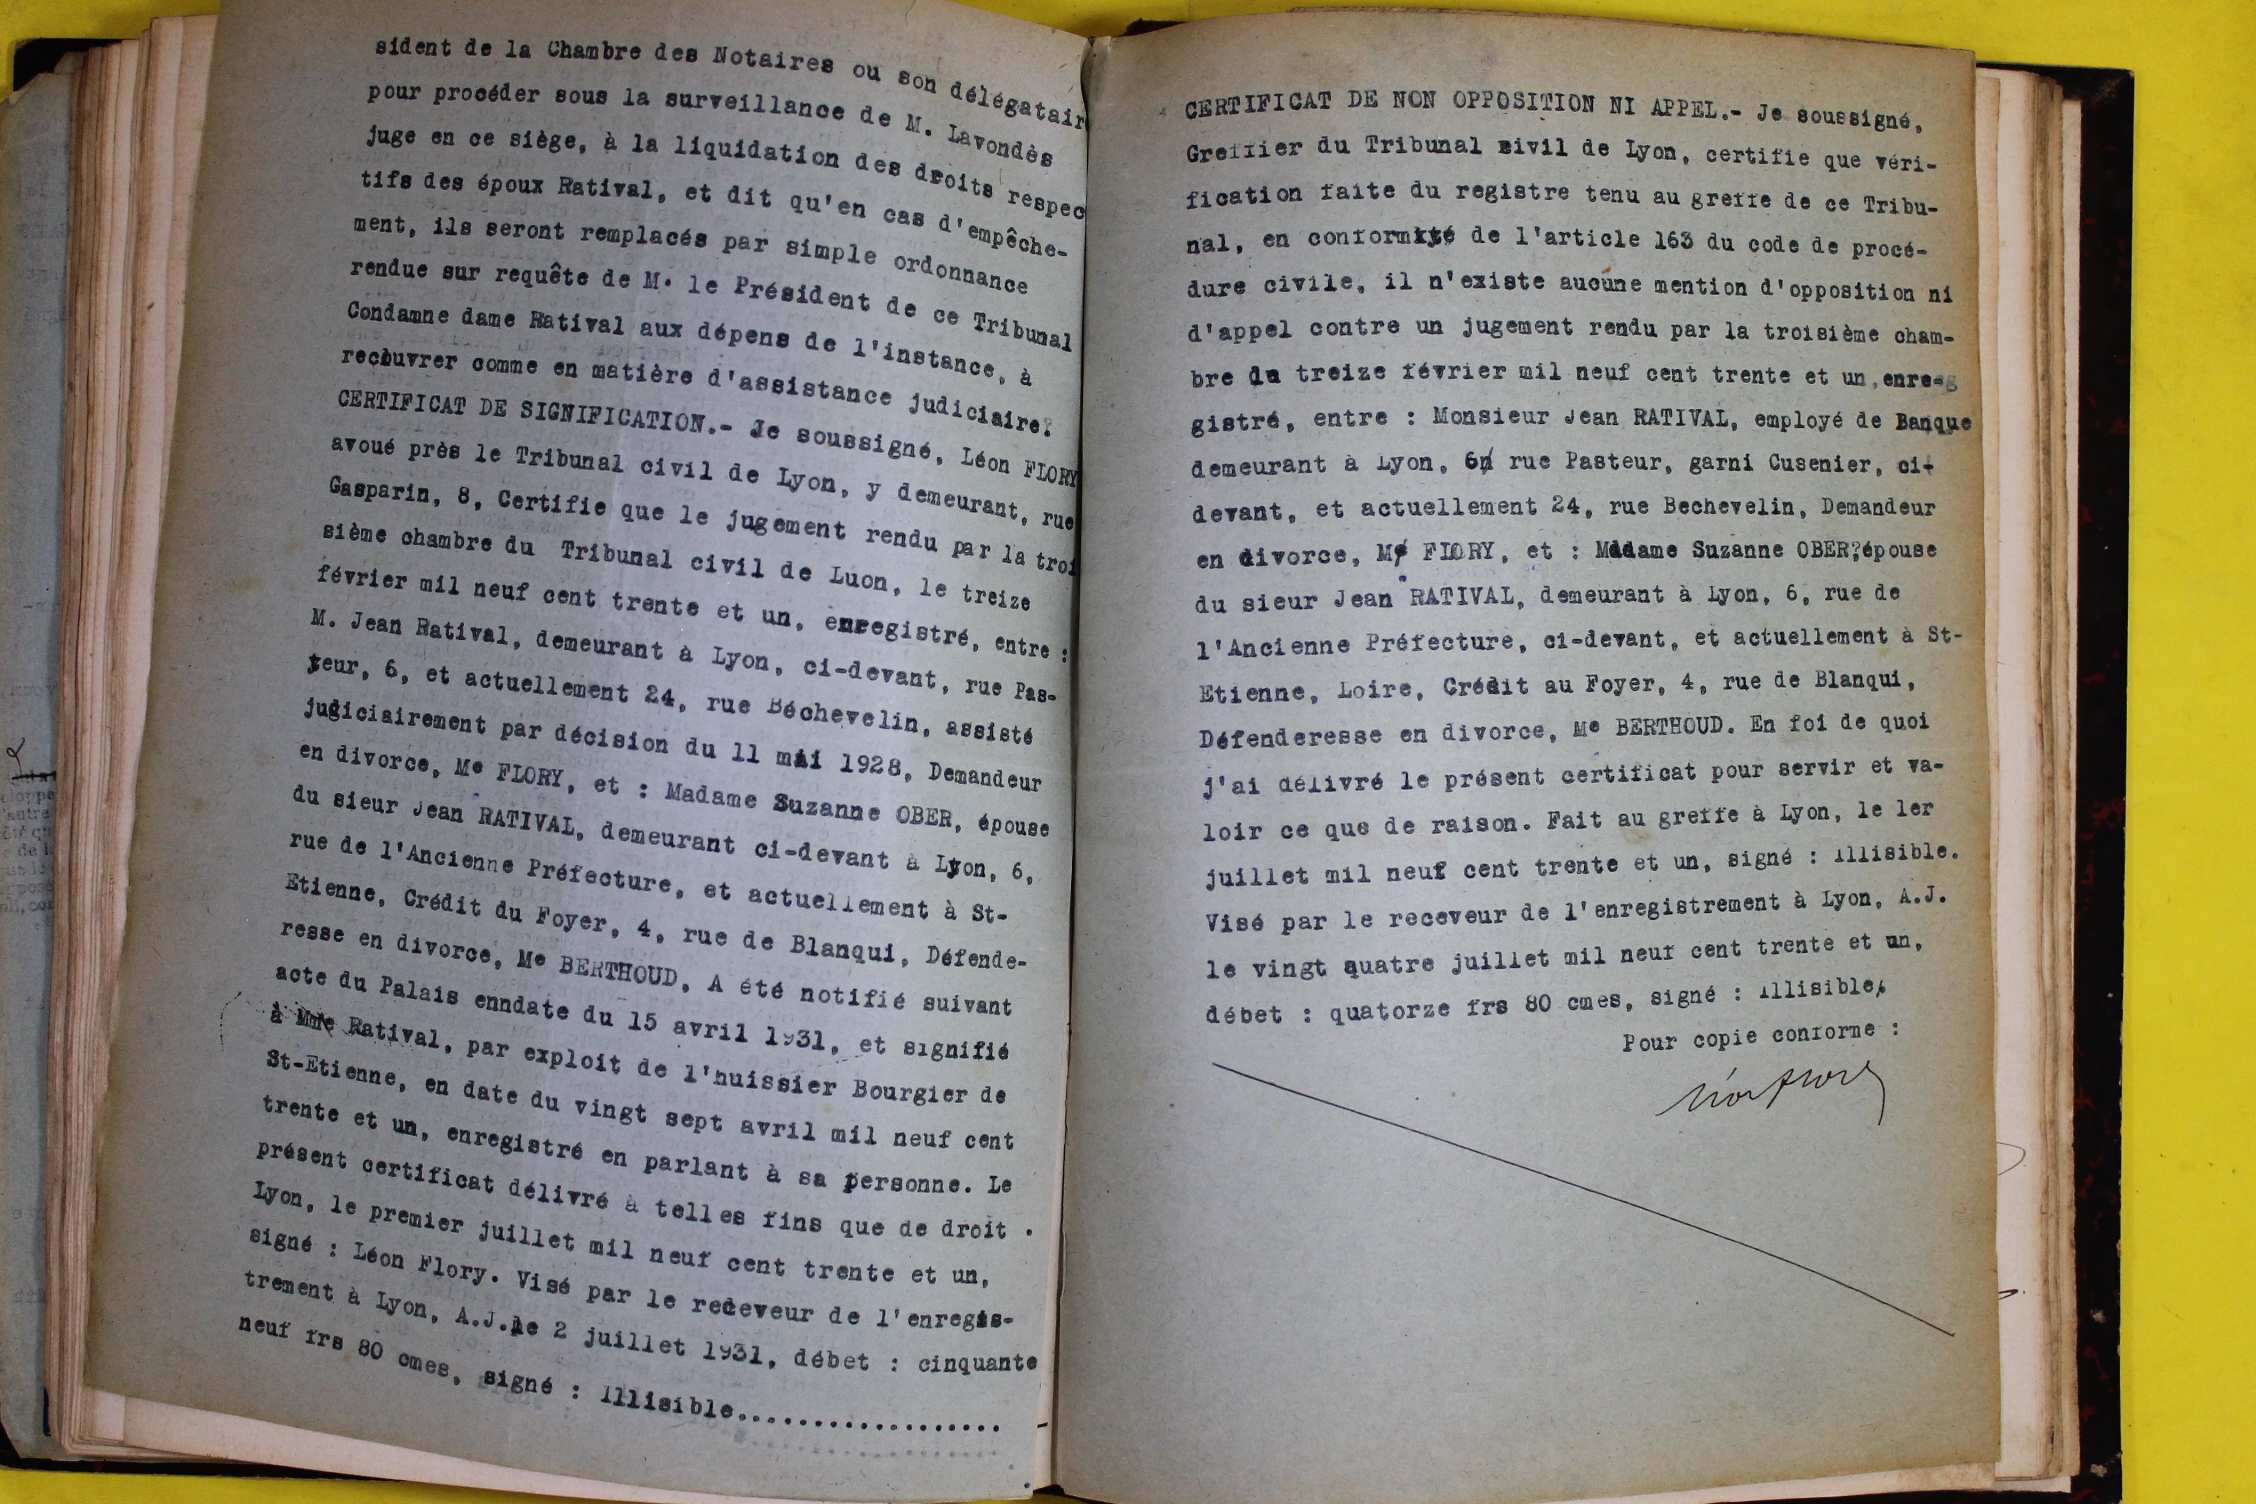 sident de la Chambre des Notaires ou son délégatair
pour procéder sous la surveillance de M. Lavondès
juge en ce siège, à la liquidation des droits respec
tifs des époux Ratival, et dit qu'en cas d'empêche-
ment, ils seront remplacés par simple ordonnance
rendue sur requête de M. le Président de ce Tribunal
Condamne dame Ratival aux dépens de l'instance, à
recouvrer comme en matière d'assistance judiciaire.
CERTIFICAT DE SIGNIFICATION.- Je soussigné, Léon FLORY
avoué près le Tribunal civil de Lyon, y demeurant, rue
Gasparin, 8, Certifie que le jugement rendu par la troi
sième chambre du Tribunal civil de Luon, le treize
février mil neuf cent trente et un, enregistré, entre :
M. Jean Ratival, demeurant à Lyon, ci-devant, rue Pas-
teur, 6, et actuellement 24, rue Béchevelin, assisté
judiciairement par décision du 11 mai 1928, Demandeur
en divorce, Me FLORY, et : Madame Suzanne OBER, épouse
du sieur Jean RATIVAL, demeurant ci-devant à Lyon, 6,
rue de l'Ancienne Préfecture, et actuellement à St-
Etienne, Crédit du Foyer, 4, rue de Blanqui, Défende-
resse en divorce, Me BERTHOUD, A été notifié suivant
acte du Palais enndate du 15 avril 1931, et signifié
à Mme Ratival, par exploit de l'huissier Bourgier de
St-Etienne, en date du vingt sept avril mil neuf cent
trente et un, enregistré en parlant à sa personne. Le
présent certificat délivré à telles fins que de droit .
Lyon, le premier juillet mil neuf cent trente et un,
signé : Léon Flory. Visé par le receveur de l'enregis-
trement à Lyon, A.J.le 2 juillet 1931, débet : cinquante
neuf frs 80 cmes, signé : Illisible..................
CERTIFICAT DE NON OPPOSITION NI APPEL.- Je soussigné,
Greffier du Tribunal civil de Lyon, certifie que véri-
fication faite du registre tenu au greffe de ce Tribu-
nal, en conformité de l'article 163 du code de procé-
dure civile, il n'existe aucune mention d'opposition ni
d'appel contre un jugement rendu par la troisième cham-
bre du treize février mil neuf cent trente et un, enre-
gistré, entre : Monsieur Jean RATIVAL, employé de Banque
demeurant à Lyon, 6, rue Pasteur, garni Cusenier, ci-
devant, et actuellement 24, rue Bechevelin, Demandeur
en divorce, Me FLORY, et : Madame Suzanne OBER, épouse
du sieur Jean RATIVAL, demeurant à Lyon, 6, rue de
l'Ancienne Préfecture, ci-devant, et actuellement à St-
Etienne, Loire, Crédit au Foyer, 4, rue de Blanqui,
Défenderesse en divorce, Me BERTHOUD. En foi de quoi
j'ai délivré le présent certificat pour servir et va-
loir ce que de raison. Fait au greffe à Lyon, le 1er
juillet mil neuf cent trente et un, signé : Illisible.
Visé par le receveur de l'enregistrement à Lyon, A.J.
le vingt quatre juillet mil neuf cent trente et un,
débet : quatorze frs 80 cmes, signé : Illisible,
Pour copie conforme :
Léon Flory